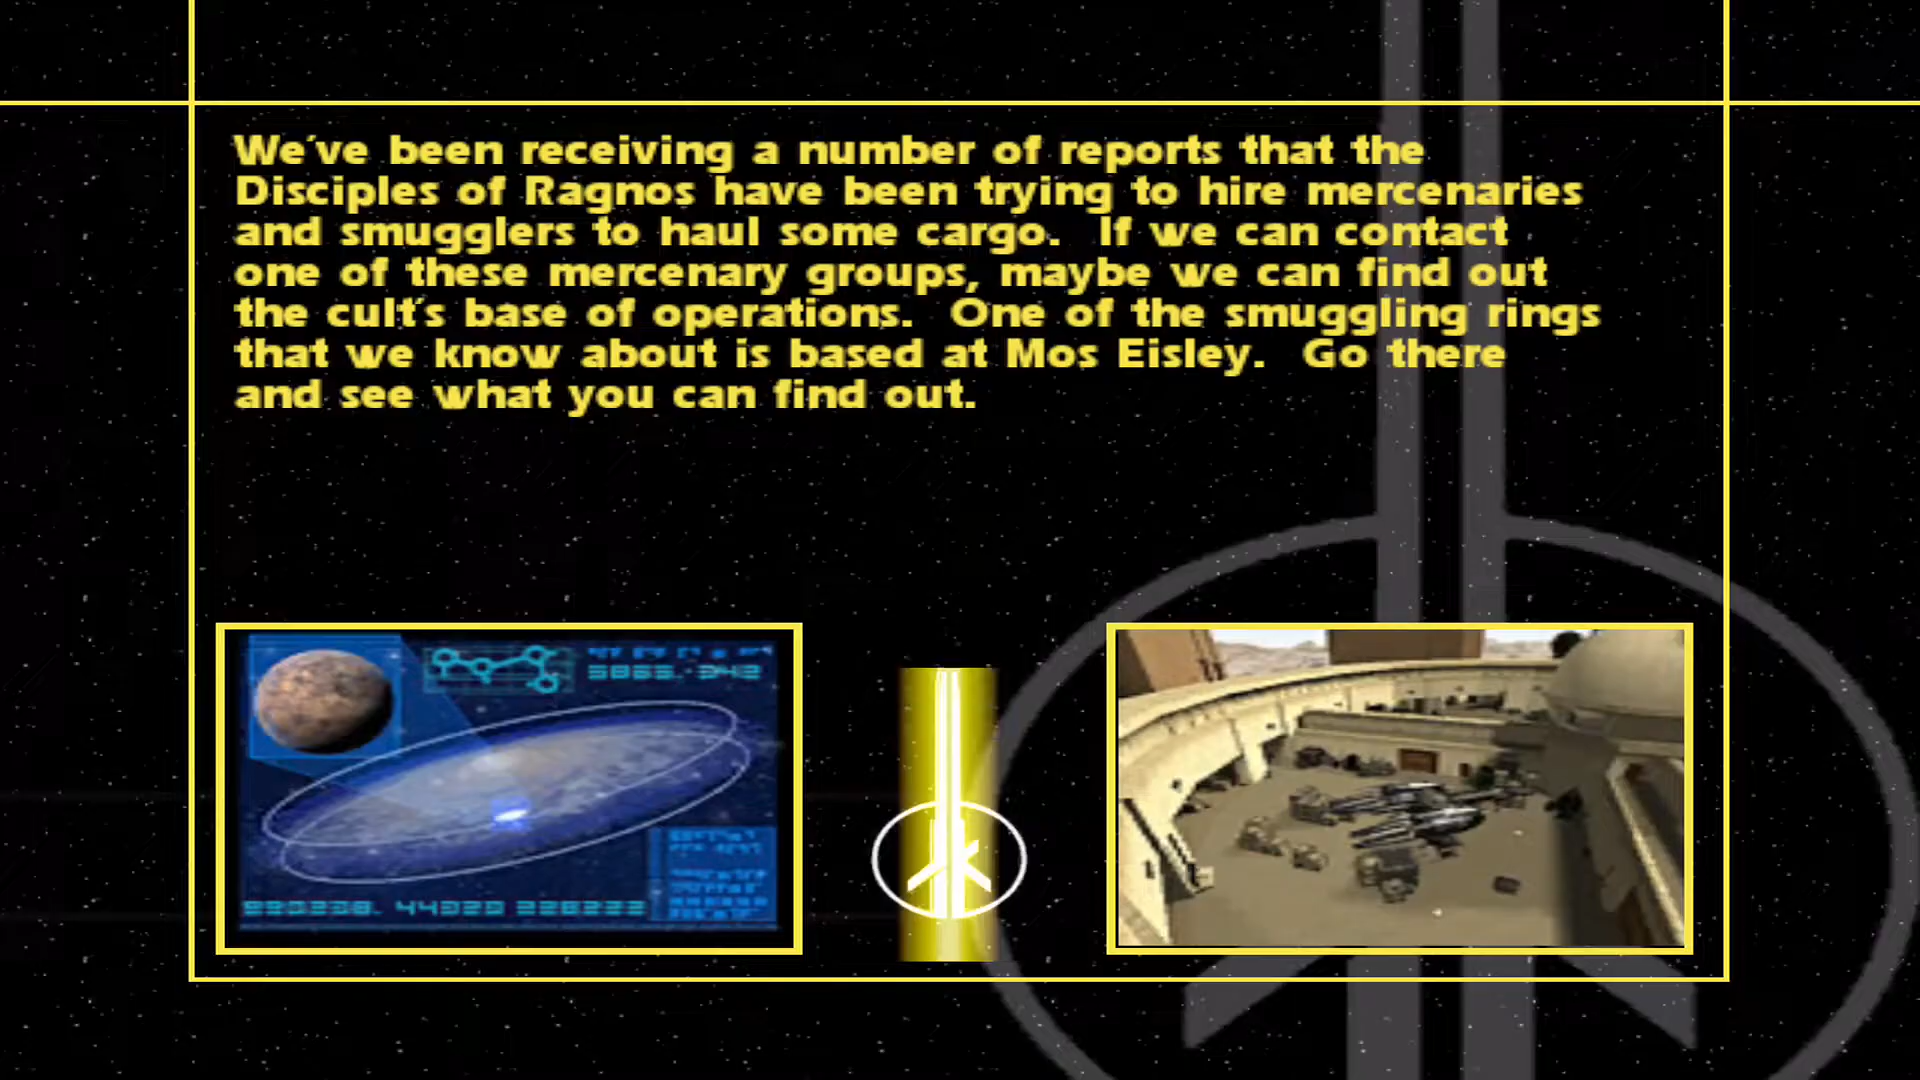 We've been receiving a number of reports that the
Disciples of Ragnos have been trying to hire mercenaries
and smugglers to haul some cargo.  If we can contact
one of these mercenary groups, maybe we can find out
the cult's base of operations.  One of the smuggling rings
that we know about is based at Mos Eisley.  Go there
and see what you can find out.